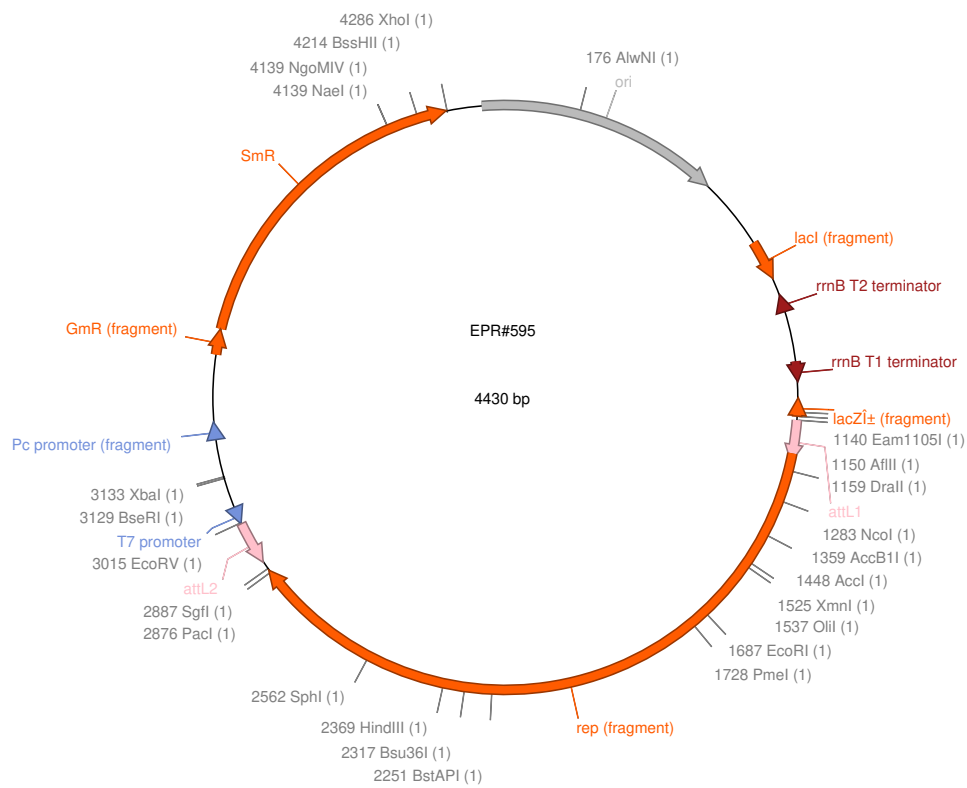 4286 XhoI (1)
4214 BssHII (1)
4139 NgoMIV (1)
4139 NaeI (1)
176 AlwNI (1)
ori
SmR
lacI (fragment)
rrnB T2 terminator
GmR (fragment)
EPR#595
rrnB T1 terminator
4430 bp
lacZÎ± (fragment)
Pc promoter (fragment)
1140 Eam1105I (1)
1150 AflII (1)
1159 DraII (1)
attL1
3133 XbaI (1)
3129 BseRI (1)
T7 promoter
1283 NcoI (1)
1359 AccB1I (1)
3015 EcoRV (1)
attL2
1448 AccI (1)
2887 SgfI (1)
2876 PacI (1)
1525 XmnI (1)
1537 OliI (1)
1687 EcoRI (1)
1728 PmeI (1)
2562 SphI (1)
2369 HindIII (1)
rep (fragment)
2317 Bsu36I (1)
2251 BstAPI (1)